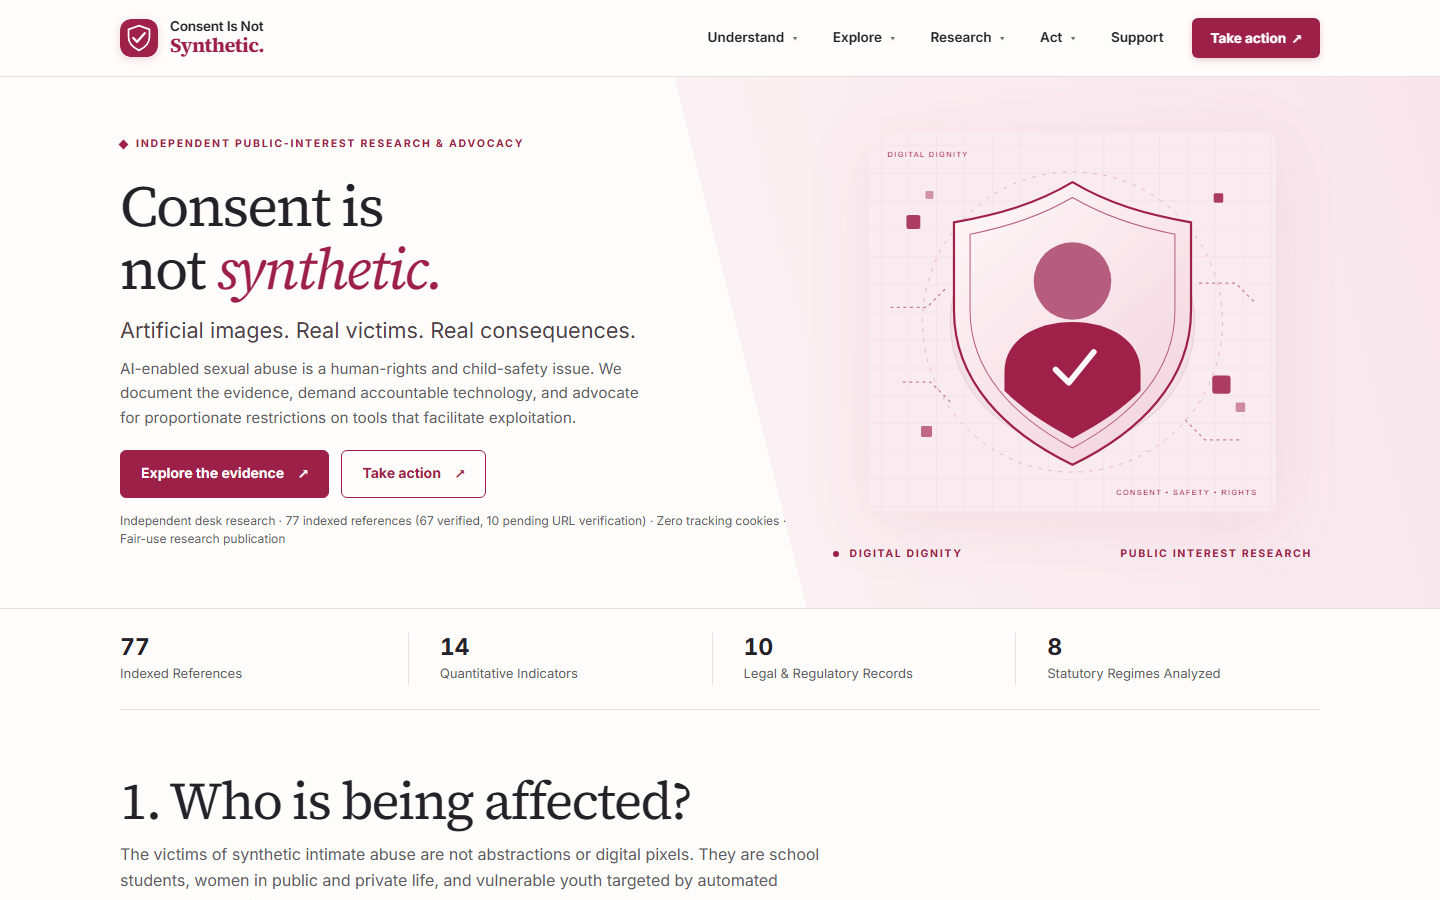 Consent Is Not
Synthetic.
Understand
Explore
Research
Act
Support
Take action ↗
INDEPENDENT PUBLIC-INTEREST RESEARCH & ADVOCACY
Consent is
not synthetic.
Artificial images. Real victims. Real consequences.
AI-enabled sexual abuse is a human-rights and child-safety issue. We
document the evidence, demand accountable technology, and advocate
for proportionate restrictions on tools that facilitate exploitation.
Explore the evidence ↗
Take action ↗
Independent desk research · 77 indexed references (67 verified, 10 pending URL verification) · Zero tracking cookies ·
Fair-use research publication
DIGITAL DIGNITY
CONSENT • SAFETY • RIGHTS
DIGITAL DIGNITY
PUBLIC INTEREST RESEARCH
77
Indexed References
14
Quantitative Indicators
10
Legal & Regulatory Records
8
Statutory Regimes Analyzed
1. Who is being affected?
The victims of synthetic intimate abuse are not abstractions or digital pixels. They are school
students, women in public and private life, and vulnerable youth targeted by automated